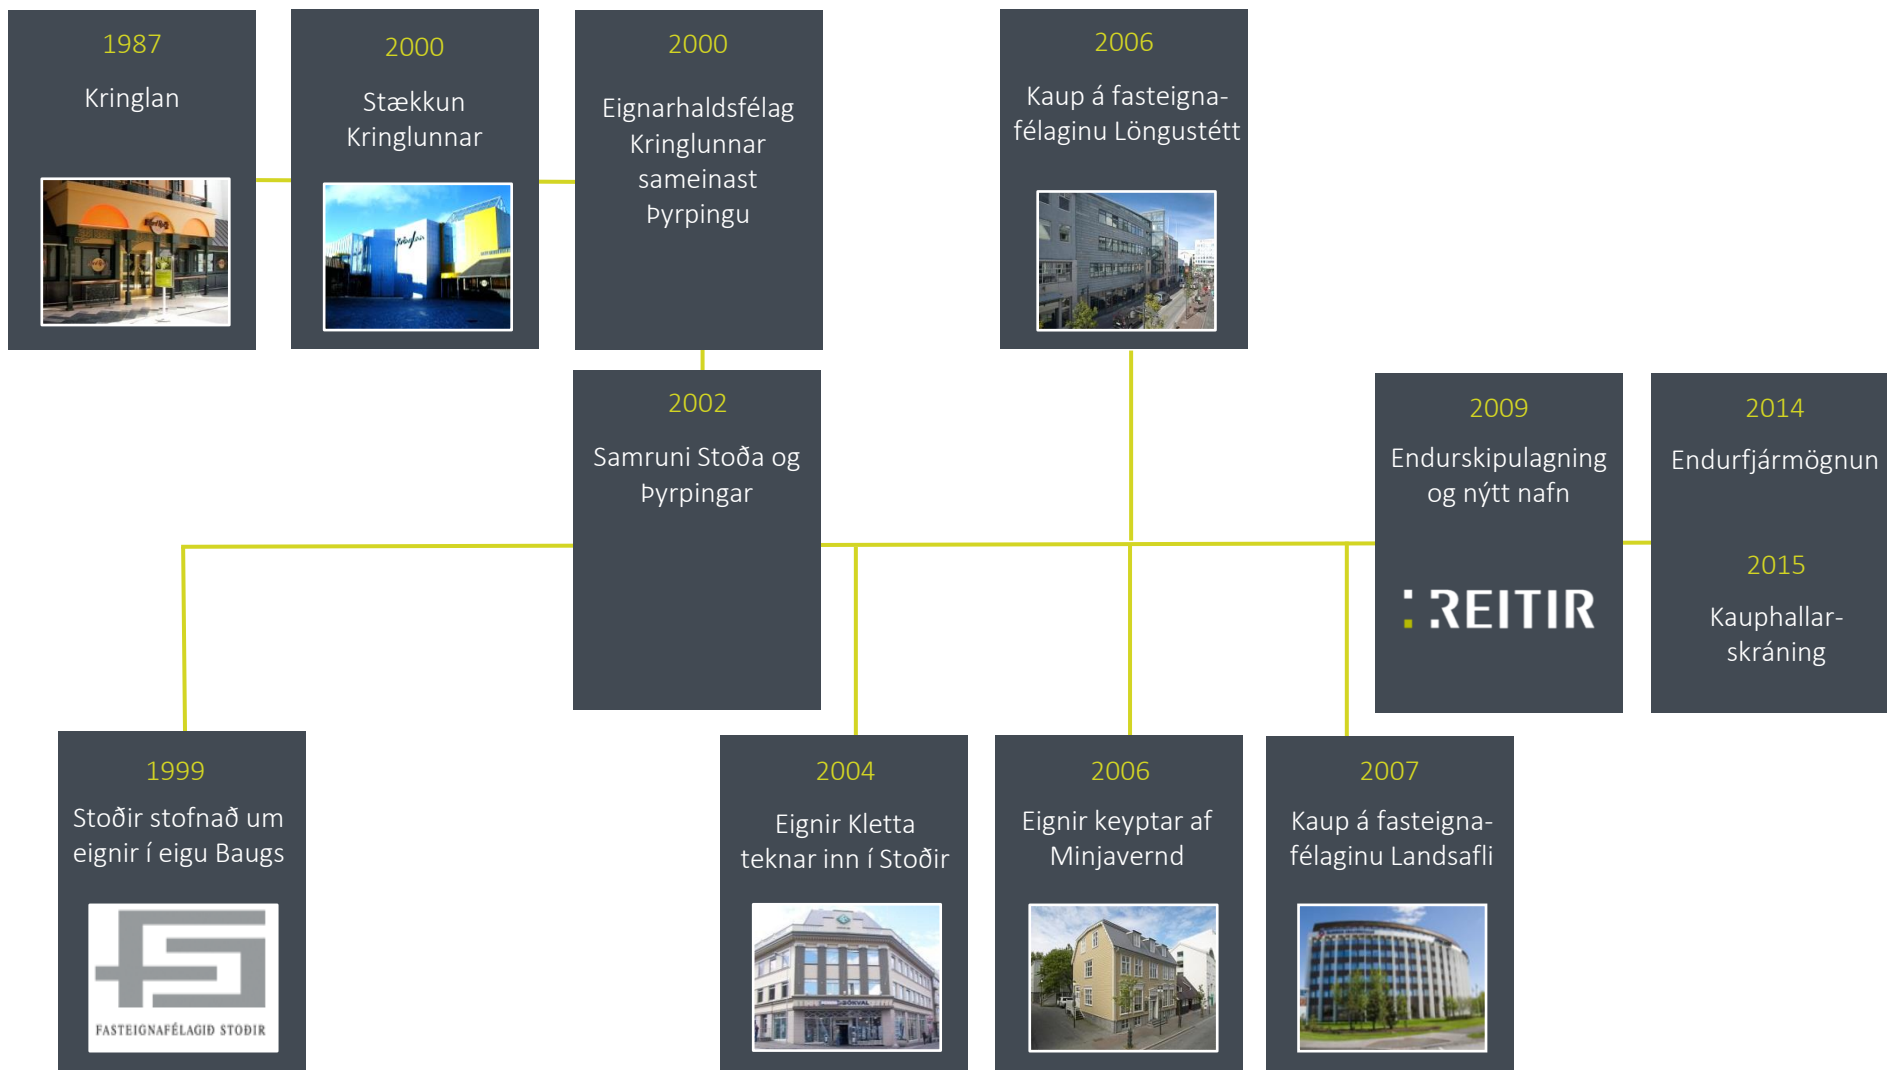 1987
Kringlan
2000
Stækkun
Kringlunnar
Kringlan
2000
Eignarhaldsfélag
Kringlunnar
sameinast
Þyrpingu
2006
Kaup á fasteigna-
félaginu Löngustétt
2002
Samruni Stoða og
Þyrpingar
2009
Endurskipulagning
og nýtt nafn
REITIR
2014
Endurfjármögnun
2015
Kauphallar-
skráning
1999
Stoðir stofnað um
eignir í eigu Baugs
FASTEIGNAFÉLAGIÐ STOÐIR
2004
Eignir Kletta
teknar inn í Stoðir
2006
Eignir keyptar af
Minjavernd
2007
Kaup á fasteigna-
félaginu Landsafli